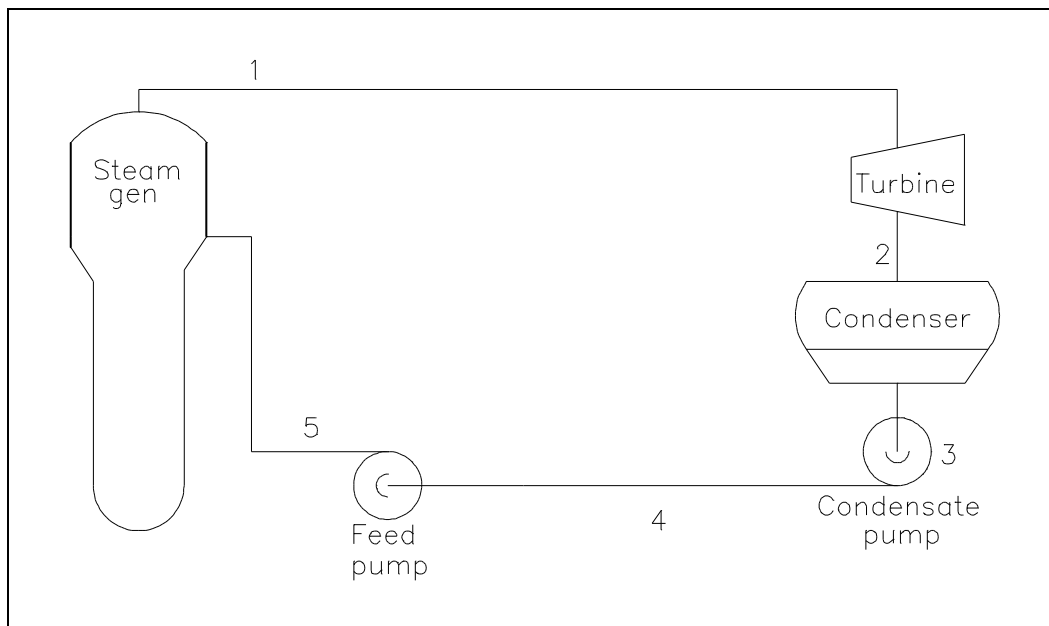 1
Steam
gen
Turbine
2
Condenser
5
3
Condensate
pump
4
Feed
pump